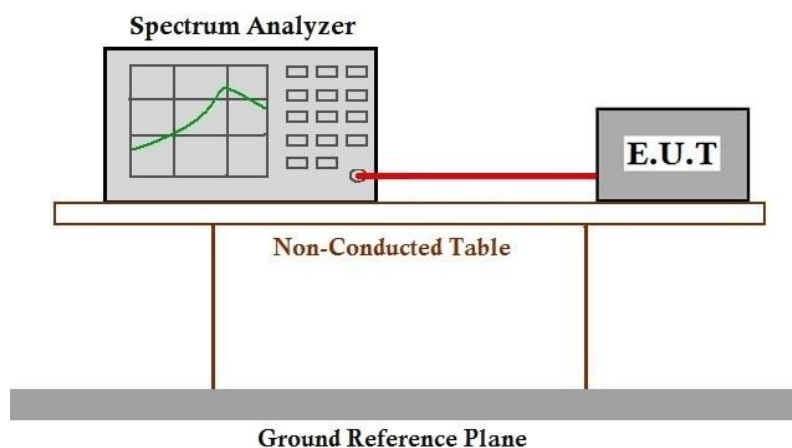 Spectrum Analyzer
E.U.T
Non-Conducted Table
Ground Reference Plane